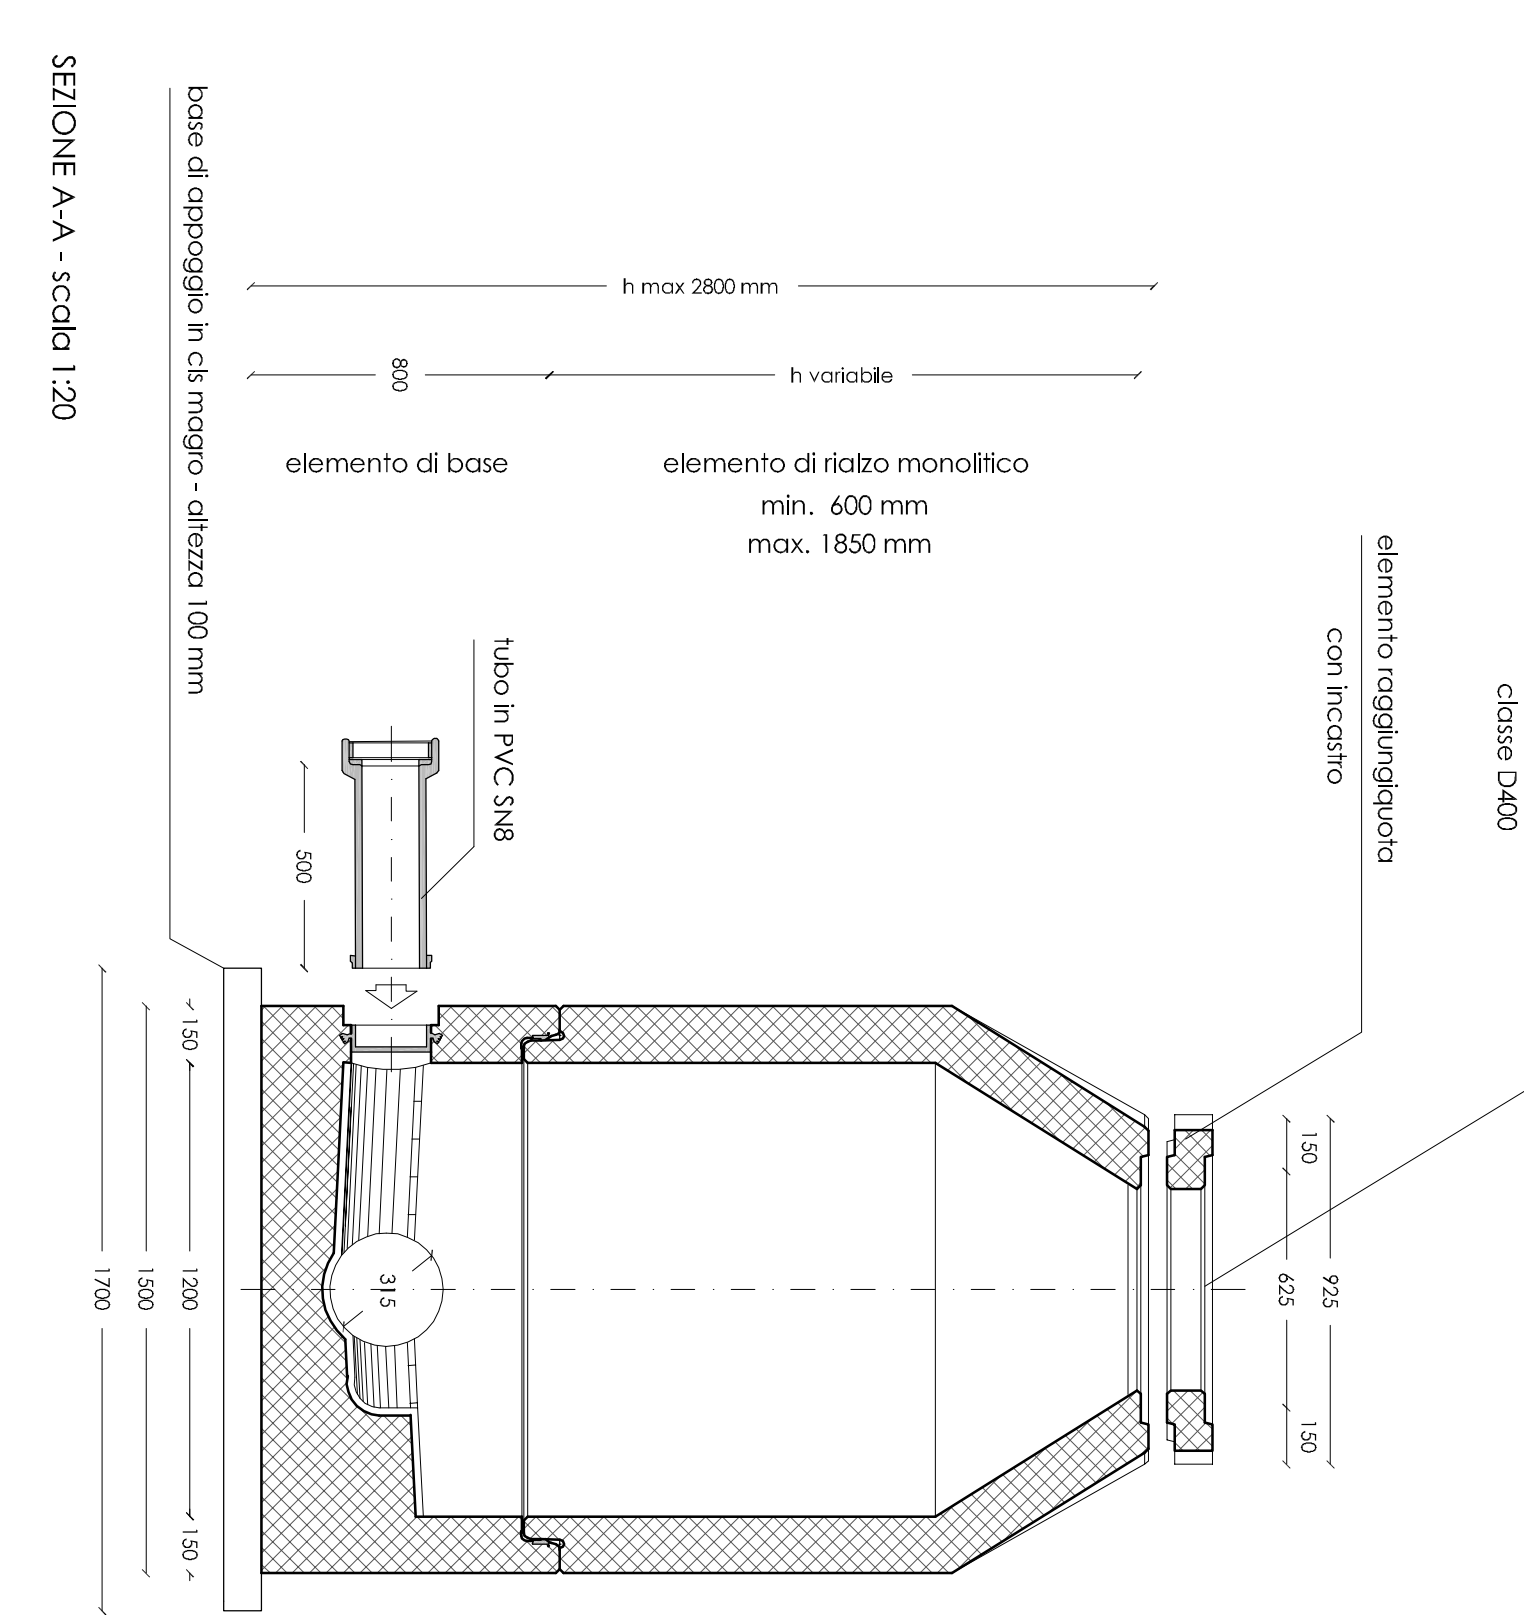 classe D400
elemento raggiungiquota
con incastro
925
150
625
150
h max 2800 mm
h variabile
800
elemento di rialzo monolitico
min. 600 mm
max. 1850 mm
elemento di base
tubo in PVC SN8
500
315
base di appoggio in cls magro - altezza 100 mm
150
1200
150
1500
1700
SEZIONE A-A - scala 1:20